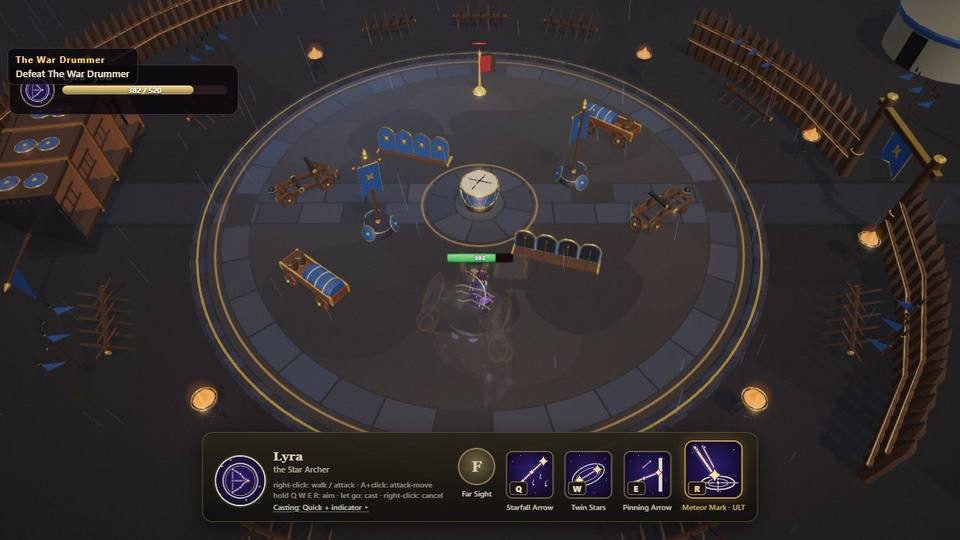 The War Drummer
Defeat The War Drummer
382 / 520
Lyra
the Star Archer
right-click: walk / attack · A+click: attack-move
hold Q W E R: aim · let go: cast · right-click: cancel
Casting: Quick + indicator
F
Far Sight
Q
Starfall Arrow
W
Twin Stars
E
Pinning Arrow
R
Meteor Mark · ULT